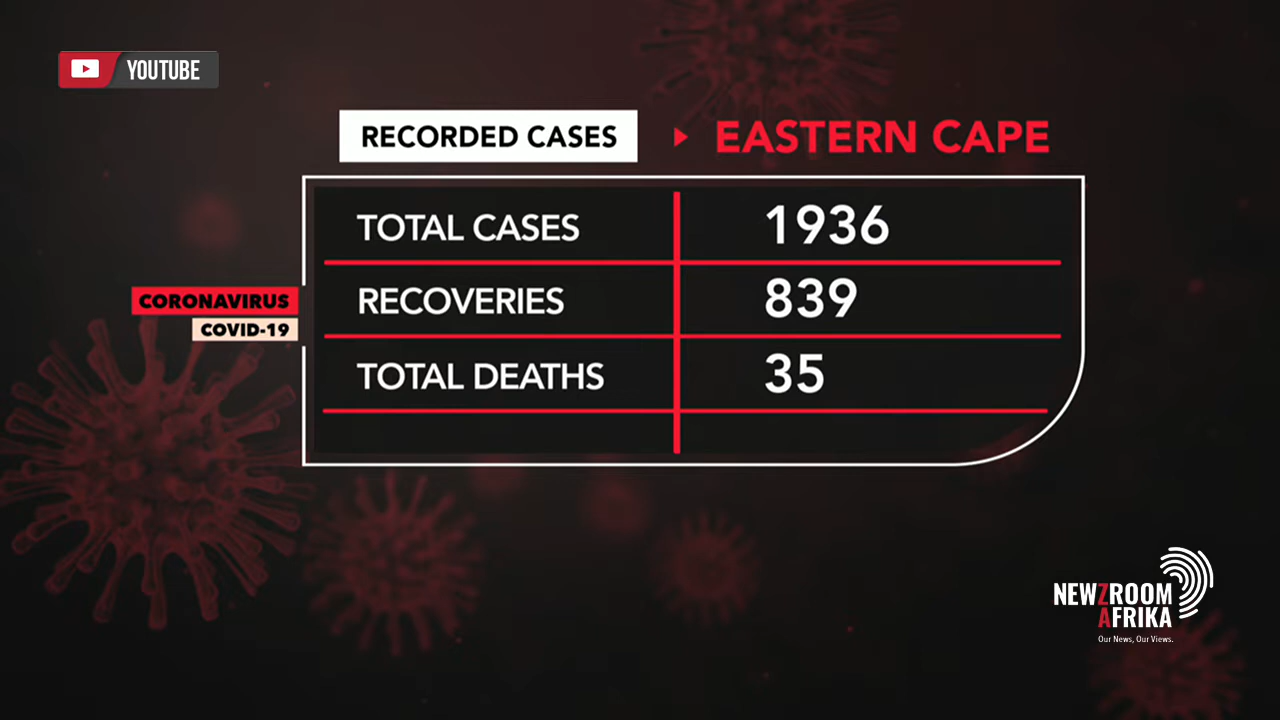 YOUTUBE
RECORDED CASES EASTERN CAPE
TOTAL CASES 1936
RECOVERIES 839
TOTAL DEATHS 35
CORONAVIRUS
COVID-19
NEWZROOM
AFRIKA
Our News, Our Views.